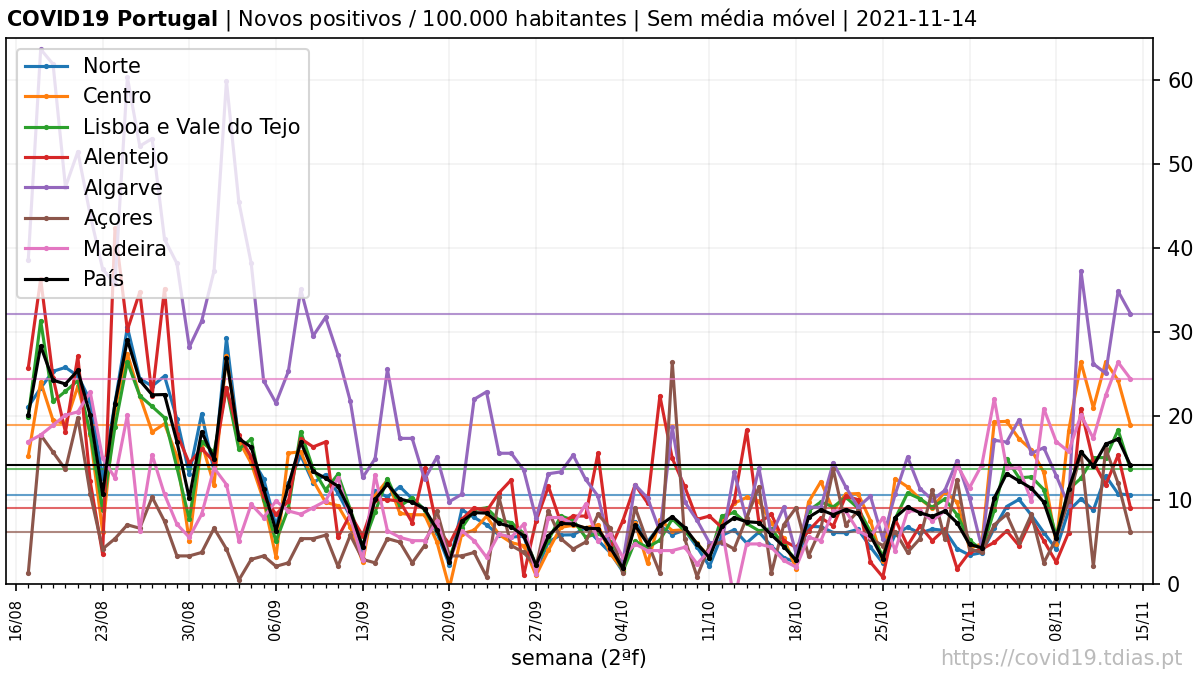 COVID19 Portugal | Novos positivos / 100.000 habitantes | Sem média móvel | 2021-11-14
Norte
Centro
Lisboa e Vale do Tejo
Alentejo
Algarve
Açores
Madeira
País
60
50
40
30
20
10
0
16/08
23/08
30/08
06/09
13/09
20/09
27/09
04/10
11/10
18/10
25/10
01/11
08/11
15/11
semana (2ªf)
https://covid19.tdias.pt